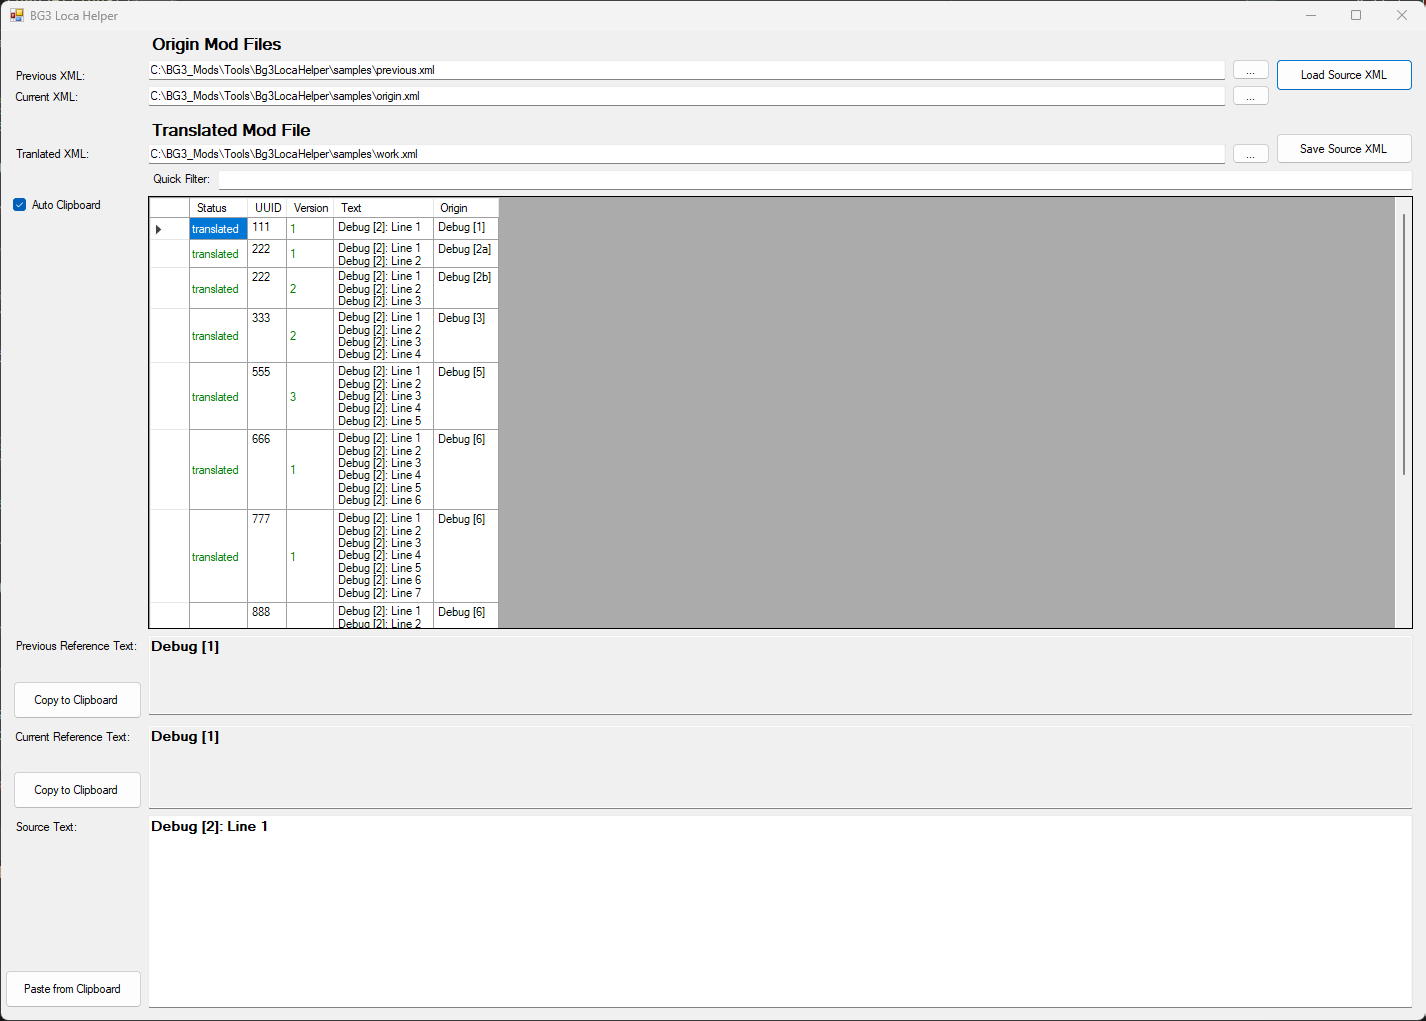 BG3 Loca Helper
Origin Mod Files
Previous XML:
C:\BG3_Mods\Tools\Bg3LocaHelper\samples\previous.xml
...
Load Source XML
Current XML:
C:\BG3_Mods\Tools\Bg3LocaHelper\samples\origin.xml
...
Translated Mod File
Tranlated XML:
C:\BG3_Mods\Tools\Bg3LocaHelper\samples\work.xml
...
Save Source XML
Quick Filter:
Auto Clipboard
Status UUID Version Text Origin
translated 111 1 Debug [2]: Line 1 Debug [1]
translated 222 1 Debug [2]: Line 1 Debug [2a]
Debug [2]: Line 2
translated 222 2 Debug [2]: Line 1 Debug [2b]
Debug [2]: Line 2
Debug [2]: Line 3
translated 333 2 Debug [2]: Line 1 Debug [3]
Debug [2]: Line 2
Debug [2]: Line 3
Debug [2]: Line 4
translated 555 3 Debug [2]: Line 1 Debug [5]
Debug [2]: Line 2
Debug [2]: Line 3
Debug [2]: Line 4
Debug [2]: Line 5
translated 666 1 Debug [2]: Line 1 Debug [6]
Debug [2]: Line 2
Debug [2]: Line 3
Debug [2]: Line 4
Debug [2]: Line 5
Debug [2]: Line 6
translated 777 1 Debug [2]: Line 1 Debug [6]
Debug [2]: Line 2
Debug [2]: Line 3
Debug [2]: Line 4
Debug [2]: Line 5
Debug [2]: Line 6
Debug [2]: Line 7
888 Debug [2]: Line 1 Debug [6]
Debug [2]: Line 2
Previous Reference Text:
Debug [1]
Copy to Clipboard
Current Reference Text:
Debug [1]
Copy to Clipboard
Source Text:
Debug [2]: Line 1
Paste from Clipboard